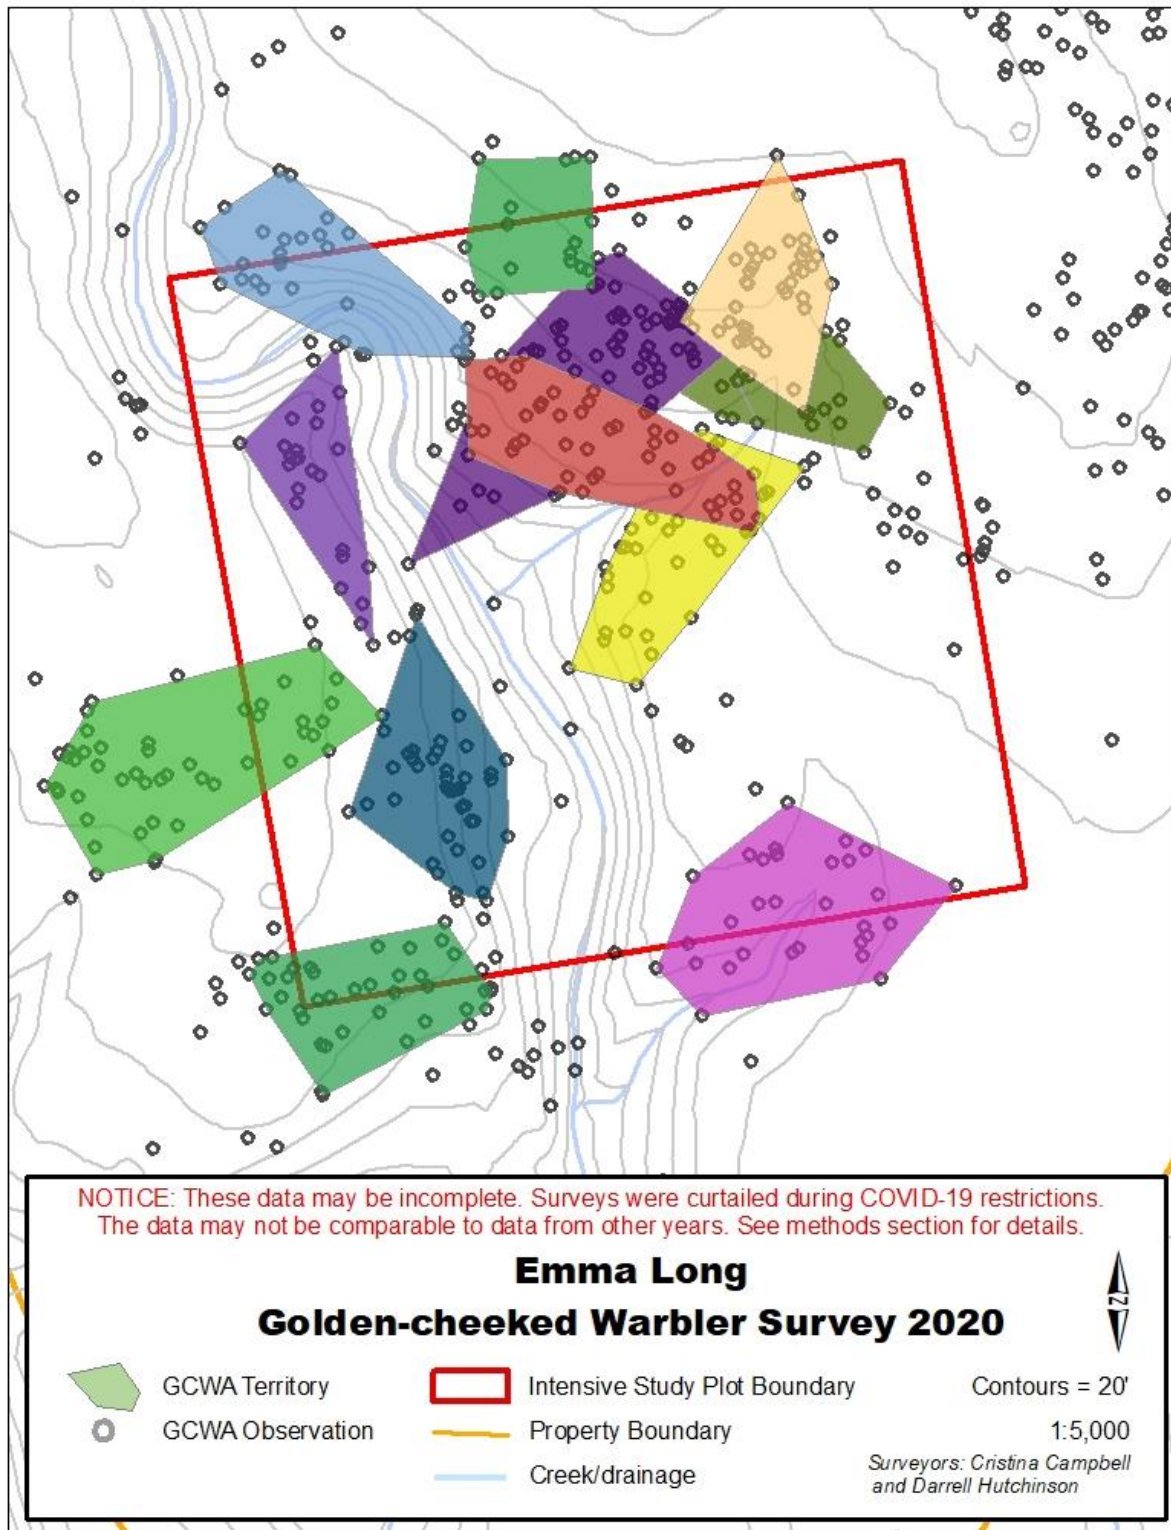 NOTICE: These data may be incomplete. Surveys were curtailed during COVID-19 restrictions.
The data may not be comparable to data from other years. See methods section for details.
Emma Long
Golden-cheeked Warbler Survey 2020
N
GCWA Territory
Intensive Study Plot Boundary
Contours = 20'
GCWA Observation
Property Boundary
1:5,000
Creek/drainage
Surveyors: Cristina Campbell
and Darrell Hutchinson